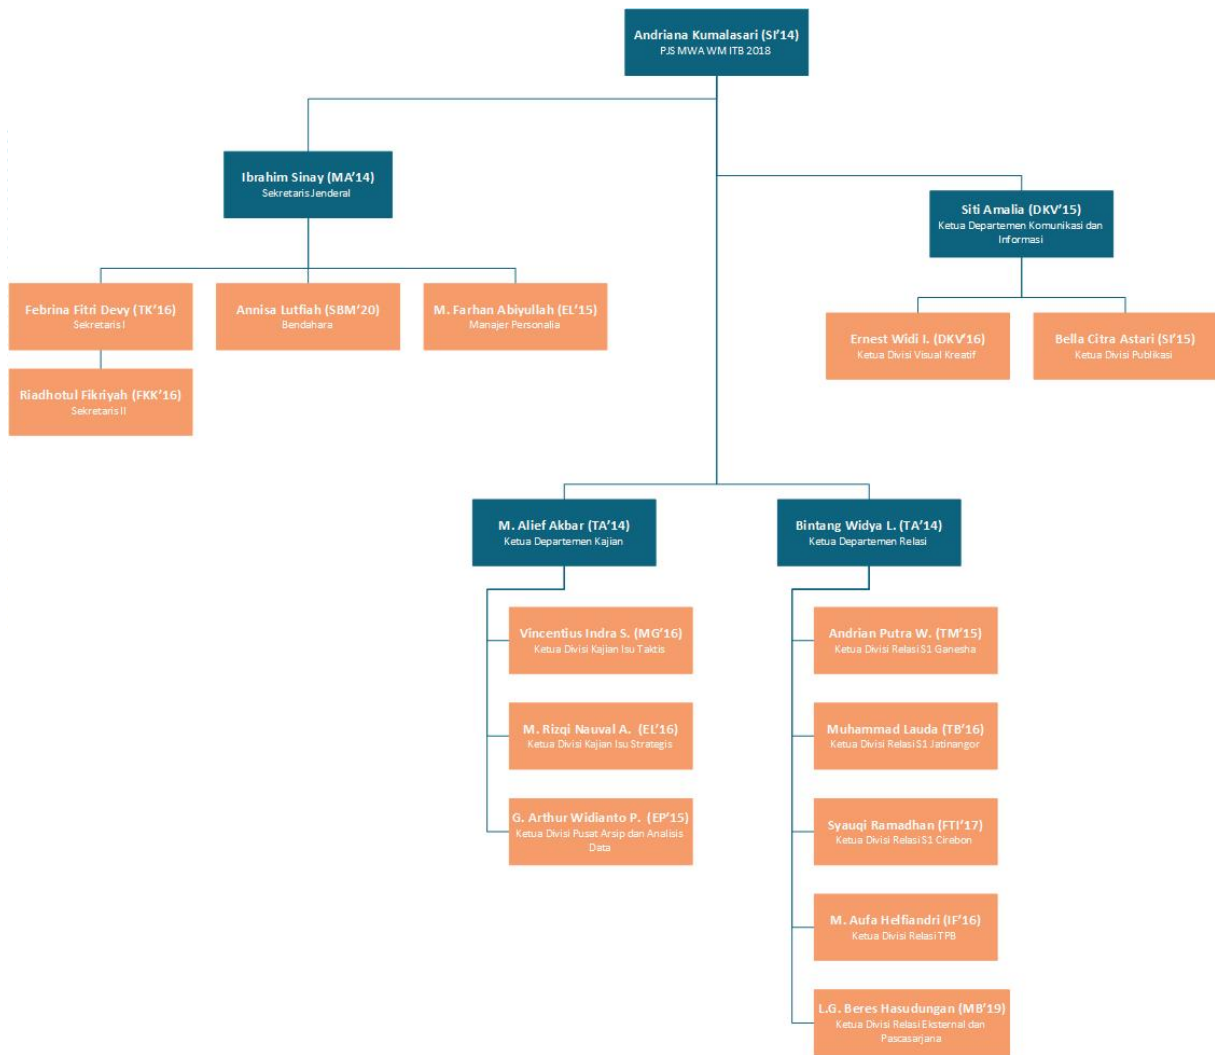 Andriana Kumalasari (SI'14)
PJS MWA WM ITB 2018
Ibrahim Sinay (MA'14)
Sekretaris Jenderal
Siti Amalia (DKV'15)
Ketua Departemen Komunikasi dan
Informasi
Febrina Fitri Devy (TK'16)
Sekretaris I
Annisa Lutfiah (SBM'20)
Bendahara
M. Farhan Abiyullah (EL'15)
Manajer Personalia
Ernest Widi I. (DKV'16)
Ketua Divisi Visual Kreatif
Bella Citra Astari (SI'15)
Ketua Divisi Publikasi
Riadhotul Fikriyah (FKK'16)
Sekretaris II
M. Alief Akbar (TA'14)
Ketua Departemen Kajian
Bintang Widya L. (TA'14)
Ketua Departemen Relasi
Vincentius Indra S. (MG'16)
Ketua Divisi Kajian Isu Taktis
M. Rizqi Nauval A. (EL'16)
Ketua Divisi Kajian Isu Strategis
G. Arthur Widianto P. (EP'15)
Ketua Divisi Pusat Arsip dan Analisis
Data
Andrian Putra W. (TM'15)
Ketua Divisi Relasi S1 Ganesha
Muhammad Lauda (TB'16)
Ketua Divisi Relasi S1 Jatinangor
Syauqi Ramadhan (FTI'17)
Ketua Divisi Relasi S1 Cirebon
M. Aufa Helfiandri (IF'16)
Ketua Divisi Relasi TPB
L.G. Beres Hasudungan (MB'19)
Ketua Divisi Relasi Eksternal dan
Pascasarjana